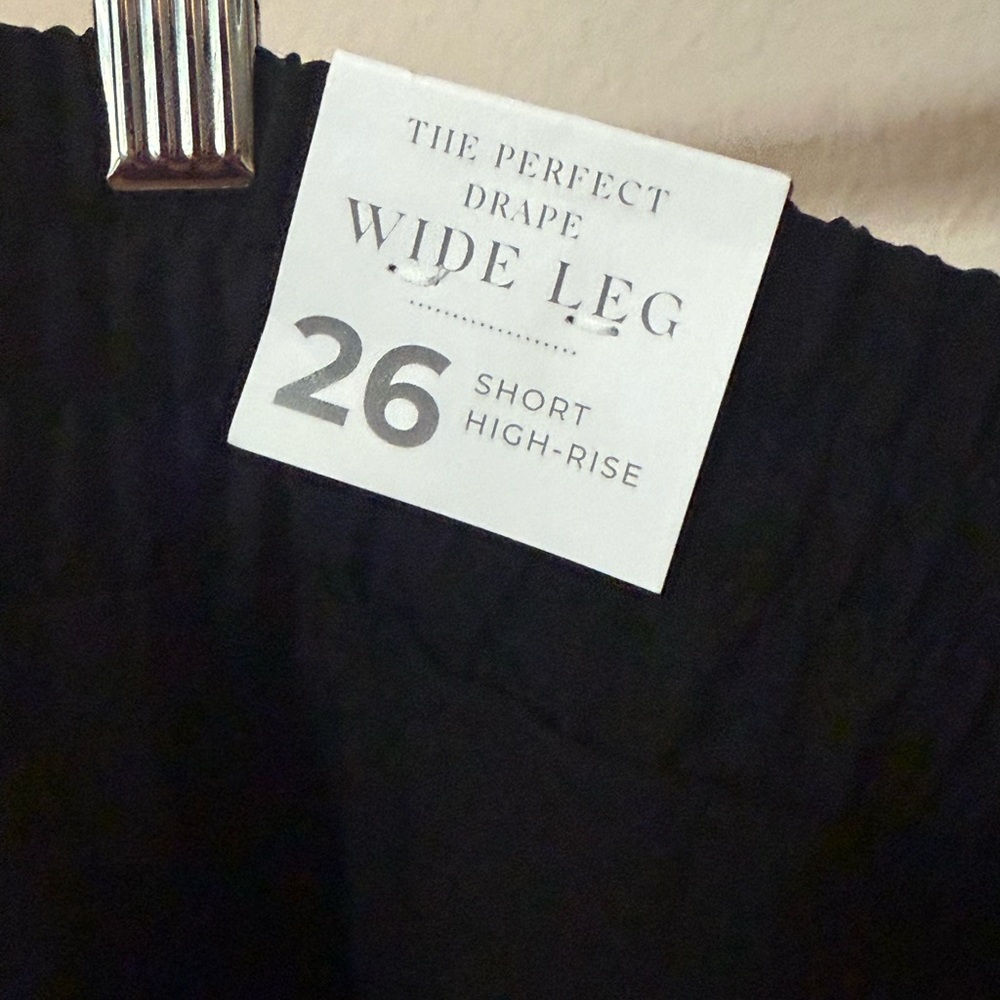 THE PERFECT
DRAPE
WIDE LEG
26
SHORT
HIGH-RISE